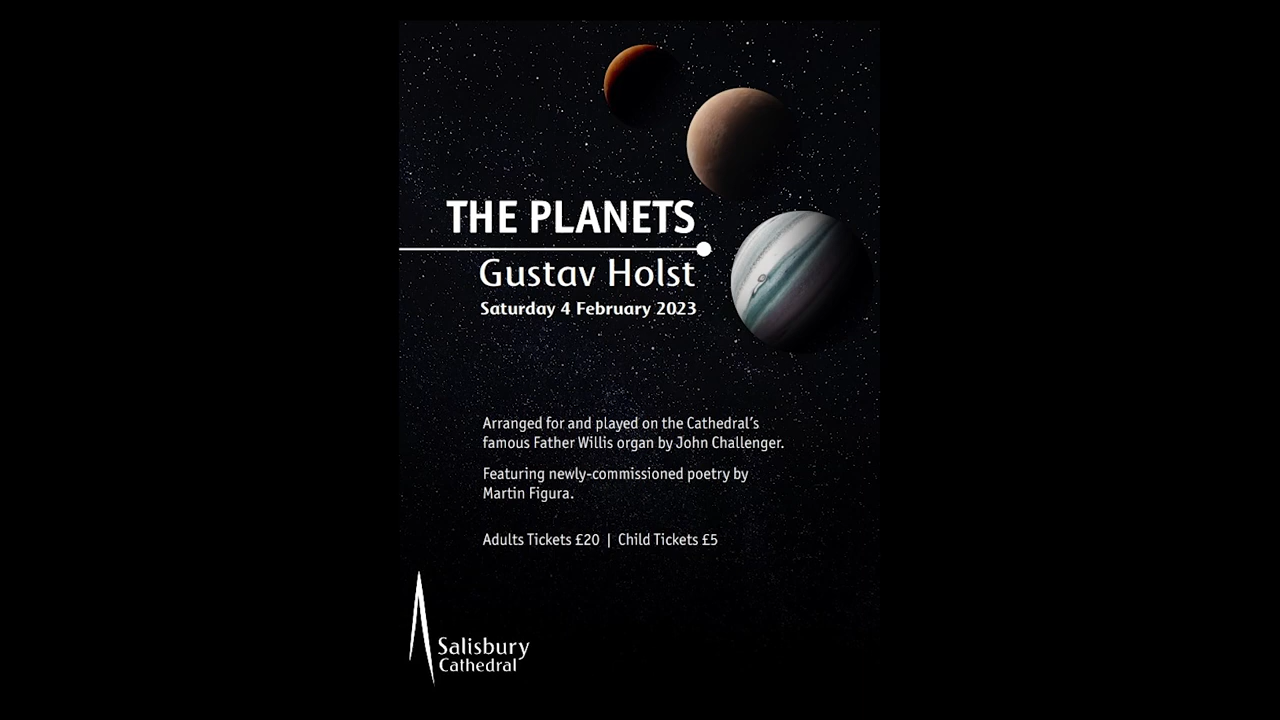 THE PLANETS
Gustav Holst
Saturday 4 February 2023
Arranged for and played on the Cathedral’s
famous Father Willis organ by John Challenger.
Featuring newly-commissioned poetry by
Martin Figura.
Adults Tickets £20 | Child Tickets £5
Salisbury
Cathedral